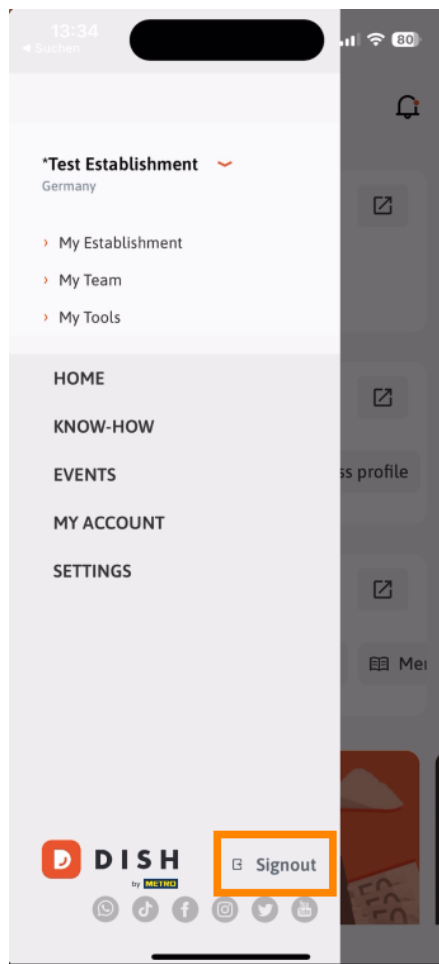 13:34
Suchen
80
*Test Establishment
Germany
My Establishment
My Team
My Tools
HOME
KNOW-HOW
EVENTS
ss profile
MY ACCOUNT
SETTINGS
Mer
DISH
by METRO
Signout